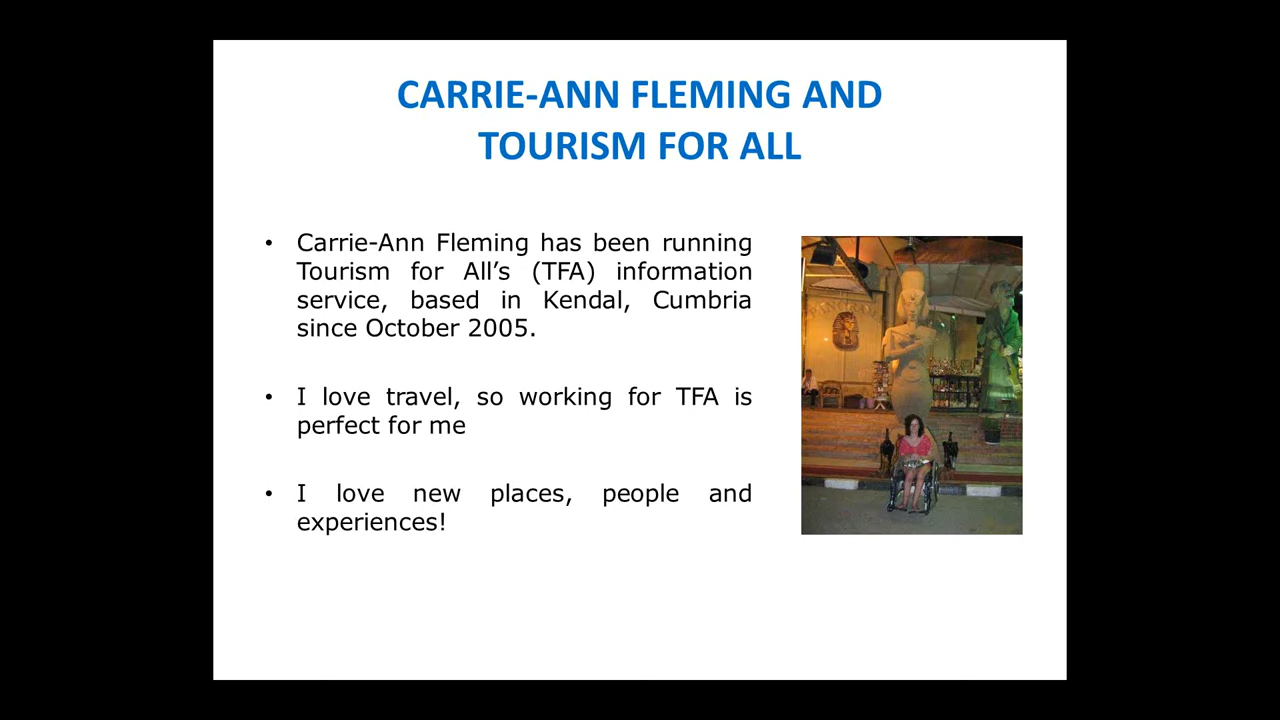 CARRIE-ANN FLEMING AND
TOURISM FOR ALL
• Carrie-Ann Fleming has been running
Tourism for All’s (TFA) information
service, based in Kendal, Cumbria
since October 2005.
• I love travel, so working for TFA is
perfect for me
• I love new places, people and
experiences!